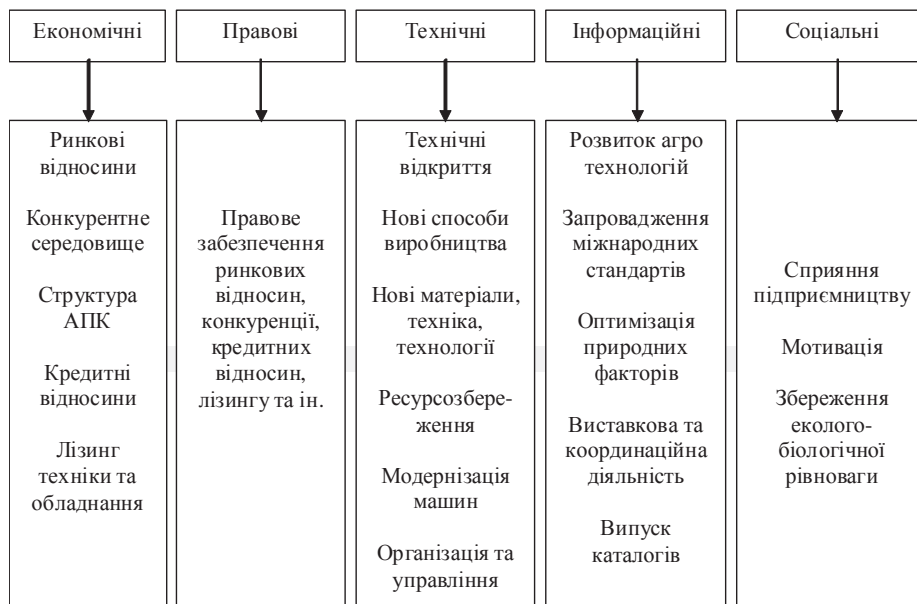 Економічні
Правові
Технічні
Інформаційні
Соціальні
Ринкові
відносини
Конкурентне
середовище
Структура
АПК
Кредитні
відносини
Лізинг
техніки та
обладнання
Правове
забезпечення
ринкових
відносин,
конкуренції,
кредитних
відносин,
лізингу та ін.
Технічні
відкриття
Нові способи
виробництва
Нові матеріали,
техніка,
технології
Ресурсозбере-
ження
Модернізація
машин
Організація та
управління
Розвиток агро
технологій
Запровадження
міжнародних
стандартів
Оптимізація
природних
факторів
Виставкова та
координаційна
діяльність
Випуск
каталогів
Сприяння
підприємництву
Мотивація
Збереження
еколого-
біологічної
рівноваги